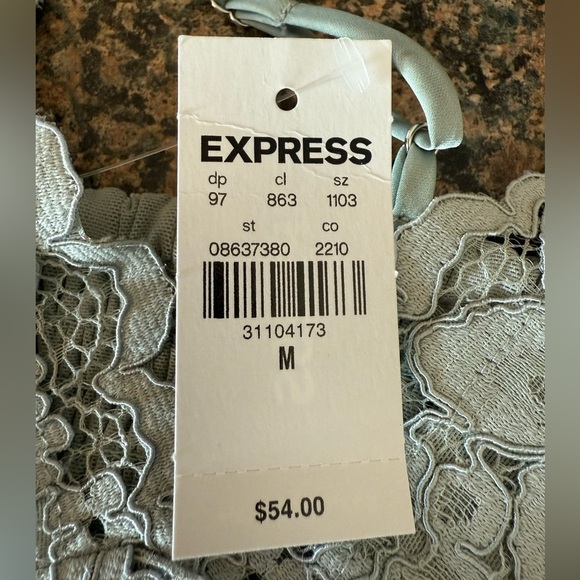 EXPRESS
dp cl sz
97 863 1103
st co
08637380 2210
31104173
M
$54.00